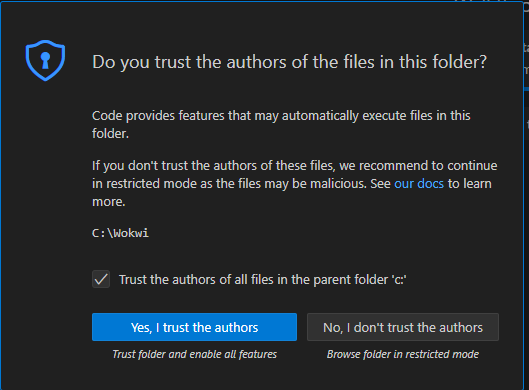 Do you trust the authors of the files in this folder?
Code provides features that may automatically execute files in this
folder.
If you don't trust the authors of these files, we recommend to continue
in restricted mode as the files may be malicious. See our docs to learn
more.
C:\Wokwi
Trust the authors of all files in the parent folder 'c:'
Yes, I trust the authors
No, I don't trust the authors
Trust folder and enable all features
Browse folder in restricted mode